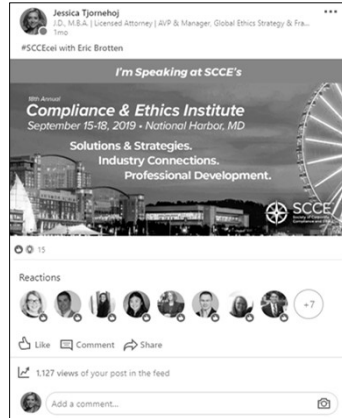 Jessica Tjornehoj
J.D., M.B.A. | Licensed Attorney | AVP & Manager, Global Ethics Strategy & Fra...
1mo
#SCCEcei with Eric Brotten
I'm Speaking at SCCE's
18th Annual
Compliance & Ethics Institute
September 15-18, 2019 • National Harbor, MD
Solutions & Strategies.
Industry Connections.
Professional Development.
SCCE
Society of Corporate
Compliance and Ethics
15
Reactions
+7
Like Comment Share
1,127 views of your post in the feed
Add a comment...